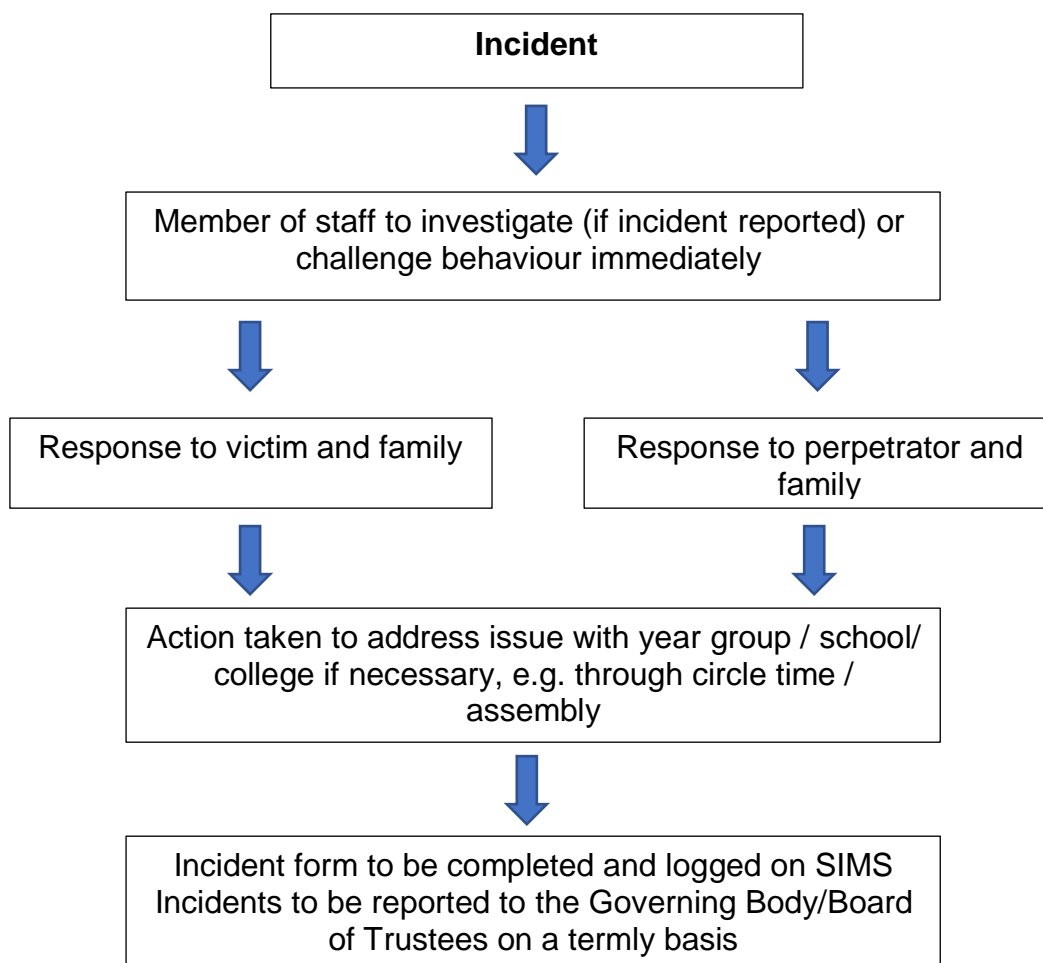 Incident
Member of staff to investigate (if incident reported) or
challenge behaviour immediately
Response to victim and family
Response to perpetrator and
family
Action taken to address issue with year group / school/
college if necessary, e.g. through circle time /
assembly
Incident form to be completed and logged on SIMS
Incidents to be reported to the Governing Body/Board
of Trustees on a termly basis